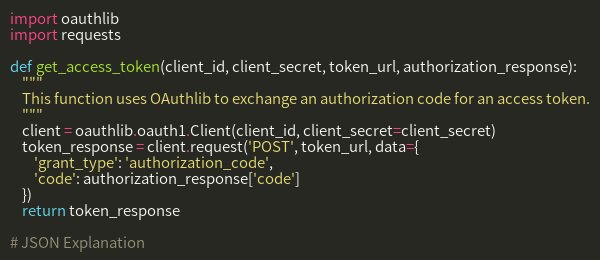 import oauthlib
import requests
def get_access_token(client_id, client_secret, token_url, authorization_response):
"""
This function uses OAuthlib to exchange an authorization code for an access token.
"""
client = oauthlib.oauth1.Client(client_id, client_secret=client_secret)
token_response = client.request('POST', token_url, data={
'grant_type': 'authorization_code',
'code': authorization_response['code']
})
return token_response
# JSON Explanation